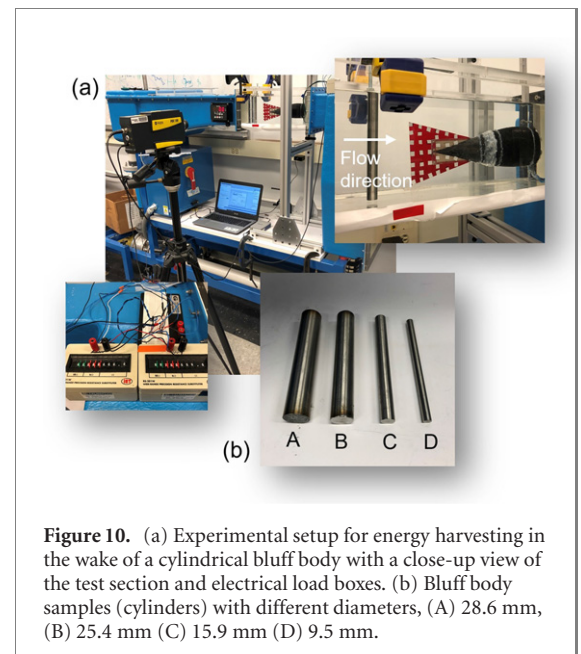 (a)
Flow
direction
A B C D
(b)
Figure 10. (a) Experimental setup for energy harvesting in
the wake of a cylindrical bluff body with a close-up view of
the test section and electrical load boxes. (b) Bluff body
samples (cylinders) with different diameters, (A) 28.6 mm,
(B) 25.4 mm (C) 15.9 mm (D) 9.5 mm.